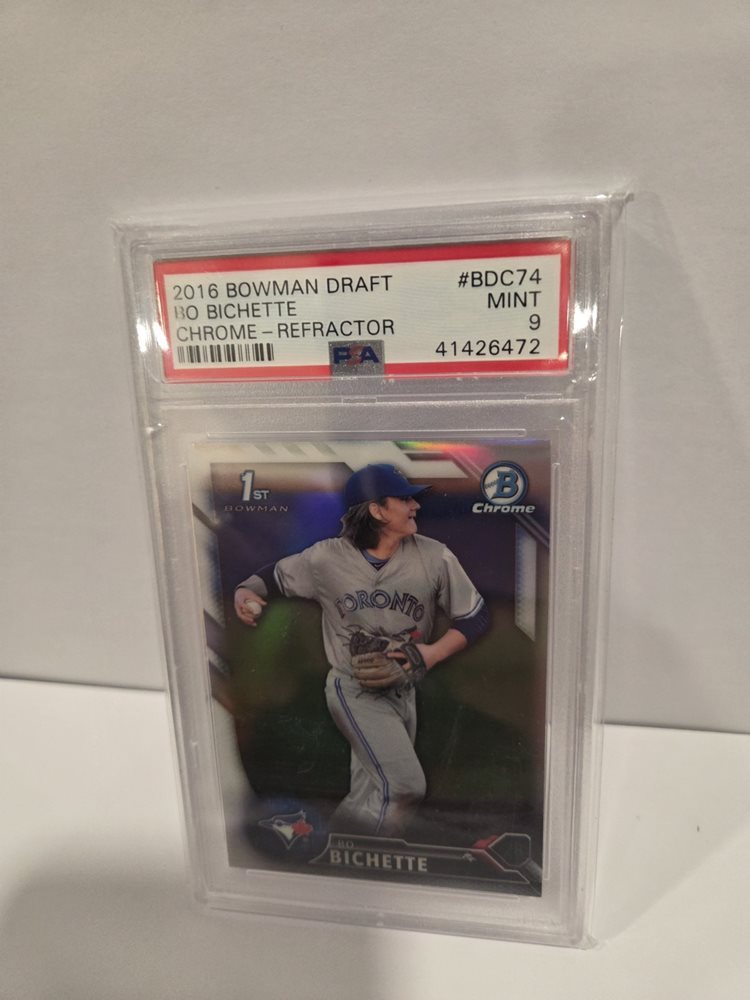 2016 BOWMAN DRAFT #BDC74
BO BICHETTE MINT
CHROME-REFRACTOR 9
PSA 41426472
1ST
BOWMAN
B
Chrome
TORONTO
BO
BICHETTE